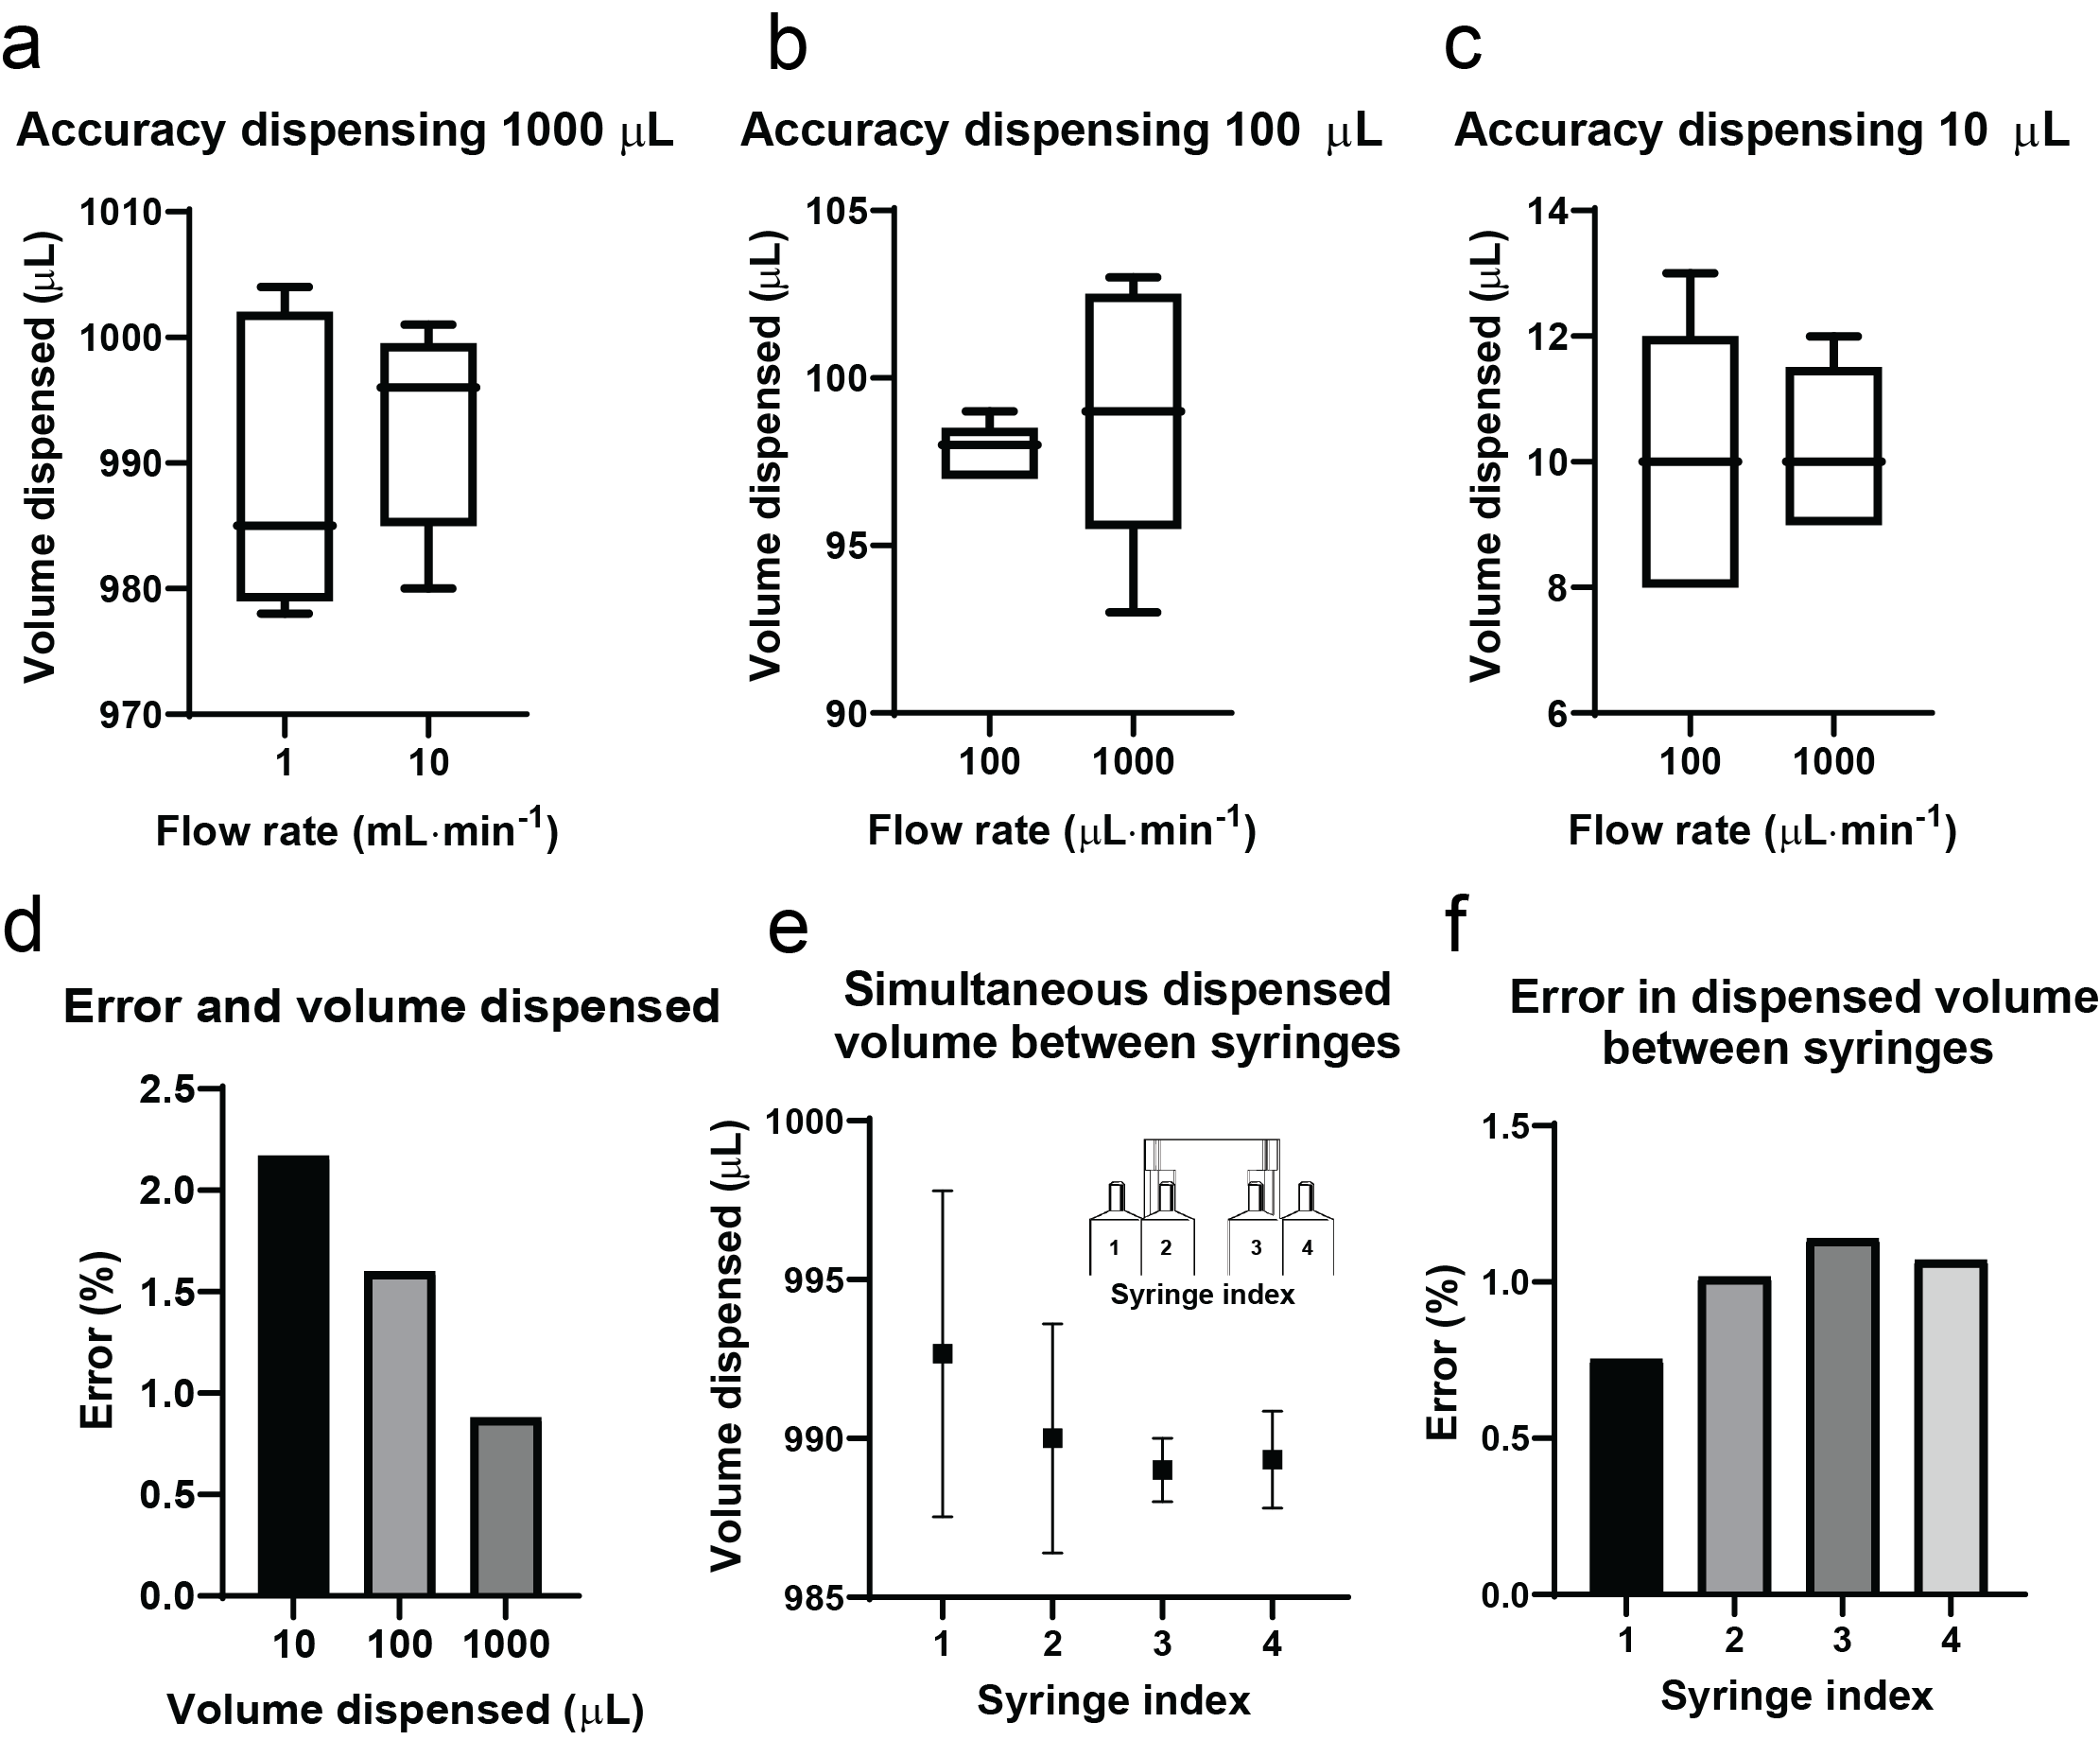 a
Accuracy dispensing 1000 μL
Volume dispensed (μL)
1010
1000
990
980
970
1
10
Flow rate (mL·min-1)
b
Accuracy dispensing 100 μL
Volume dispensed (μL)
105
100
95
90
100
1000
Flow rate (μL·min-1)
c
Accuracy dispensing 10 μL
Volume dispensed (μL)
14
12
10
8
6
100
1000
Flow rate (μL·min-1)
d
Error and volume dispensed
Error (%)
2.5
2.0
1.5
1.0
0.5
0.0
10
100
1000
Volume dispensed (μL)
e
Simultaneous dispensed
volume between syringes
Volume dispensed (μL)
1000
995
990
985
1
2
3
4
Syringe index
1
2
3
4
Syringe index
f
Error in dispensed volume
between syringes
Error (%)
1.5
1.0
0.5
0.0
1
2
3
4
Syringe index